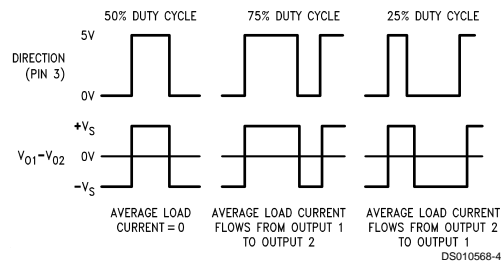 50% DUTY CYCLE
75% DUTY CYCLE
25% DUTY CYCLE
5V
DIRECTION
(PIN 3)
0V
+VS
VO1−VO2
0V
−VS
AVERAGE LOAD
CURRENT = 0
AVERAGE LOAD CURRENT
FLOWS FROM OUTPUT 1
TO OUTPUT 2
AVERAGE LOAD CURRENT
FLOWS FROM OUTPUT 2
TO OUTPUT 1
DS010568-4